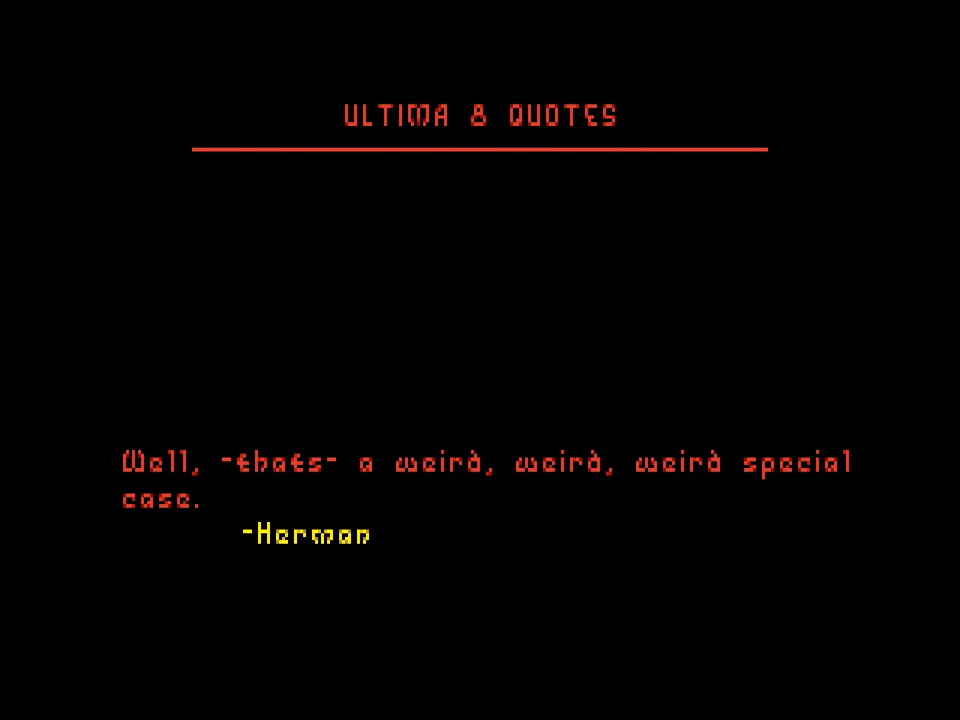 ULTIMA 8 QUOTES
Well, -thats- a weird, weird, weird special
case.
-Herman